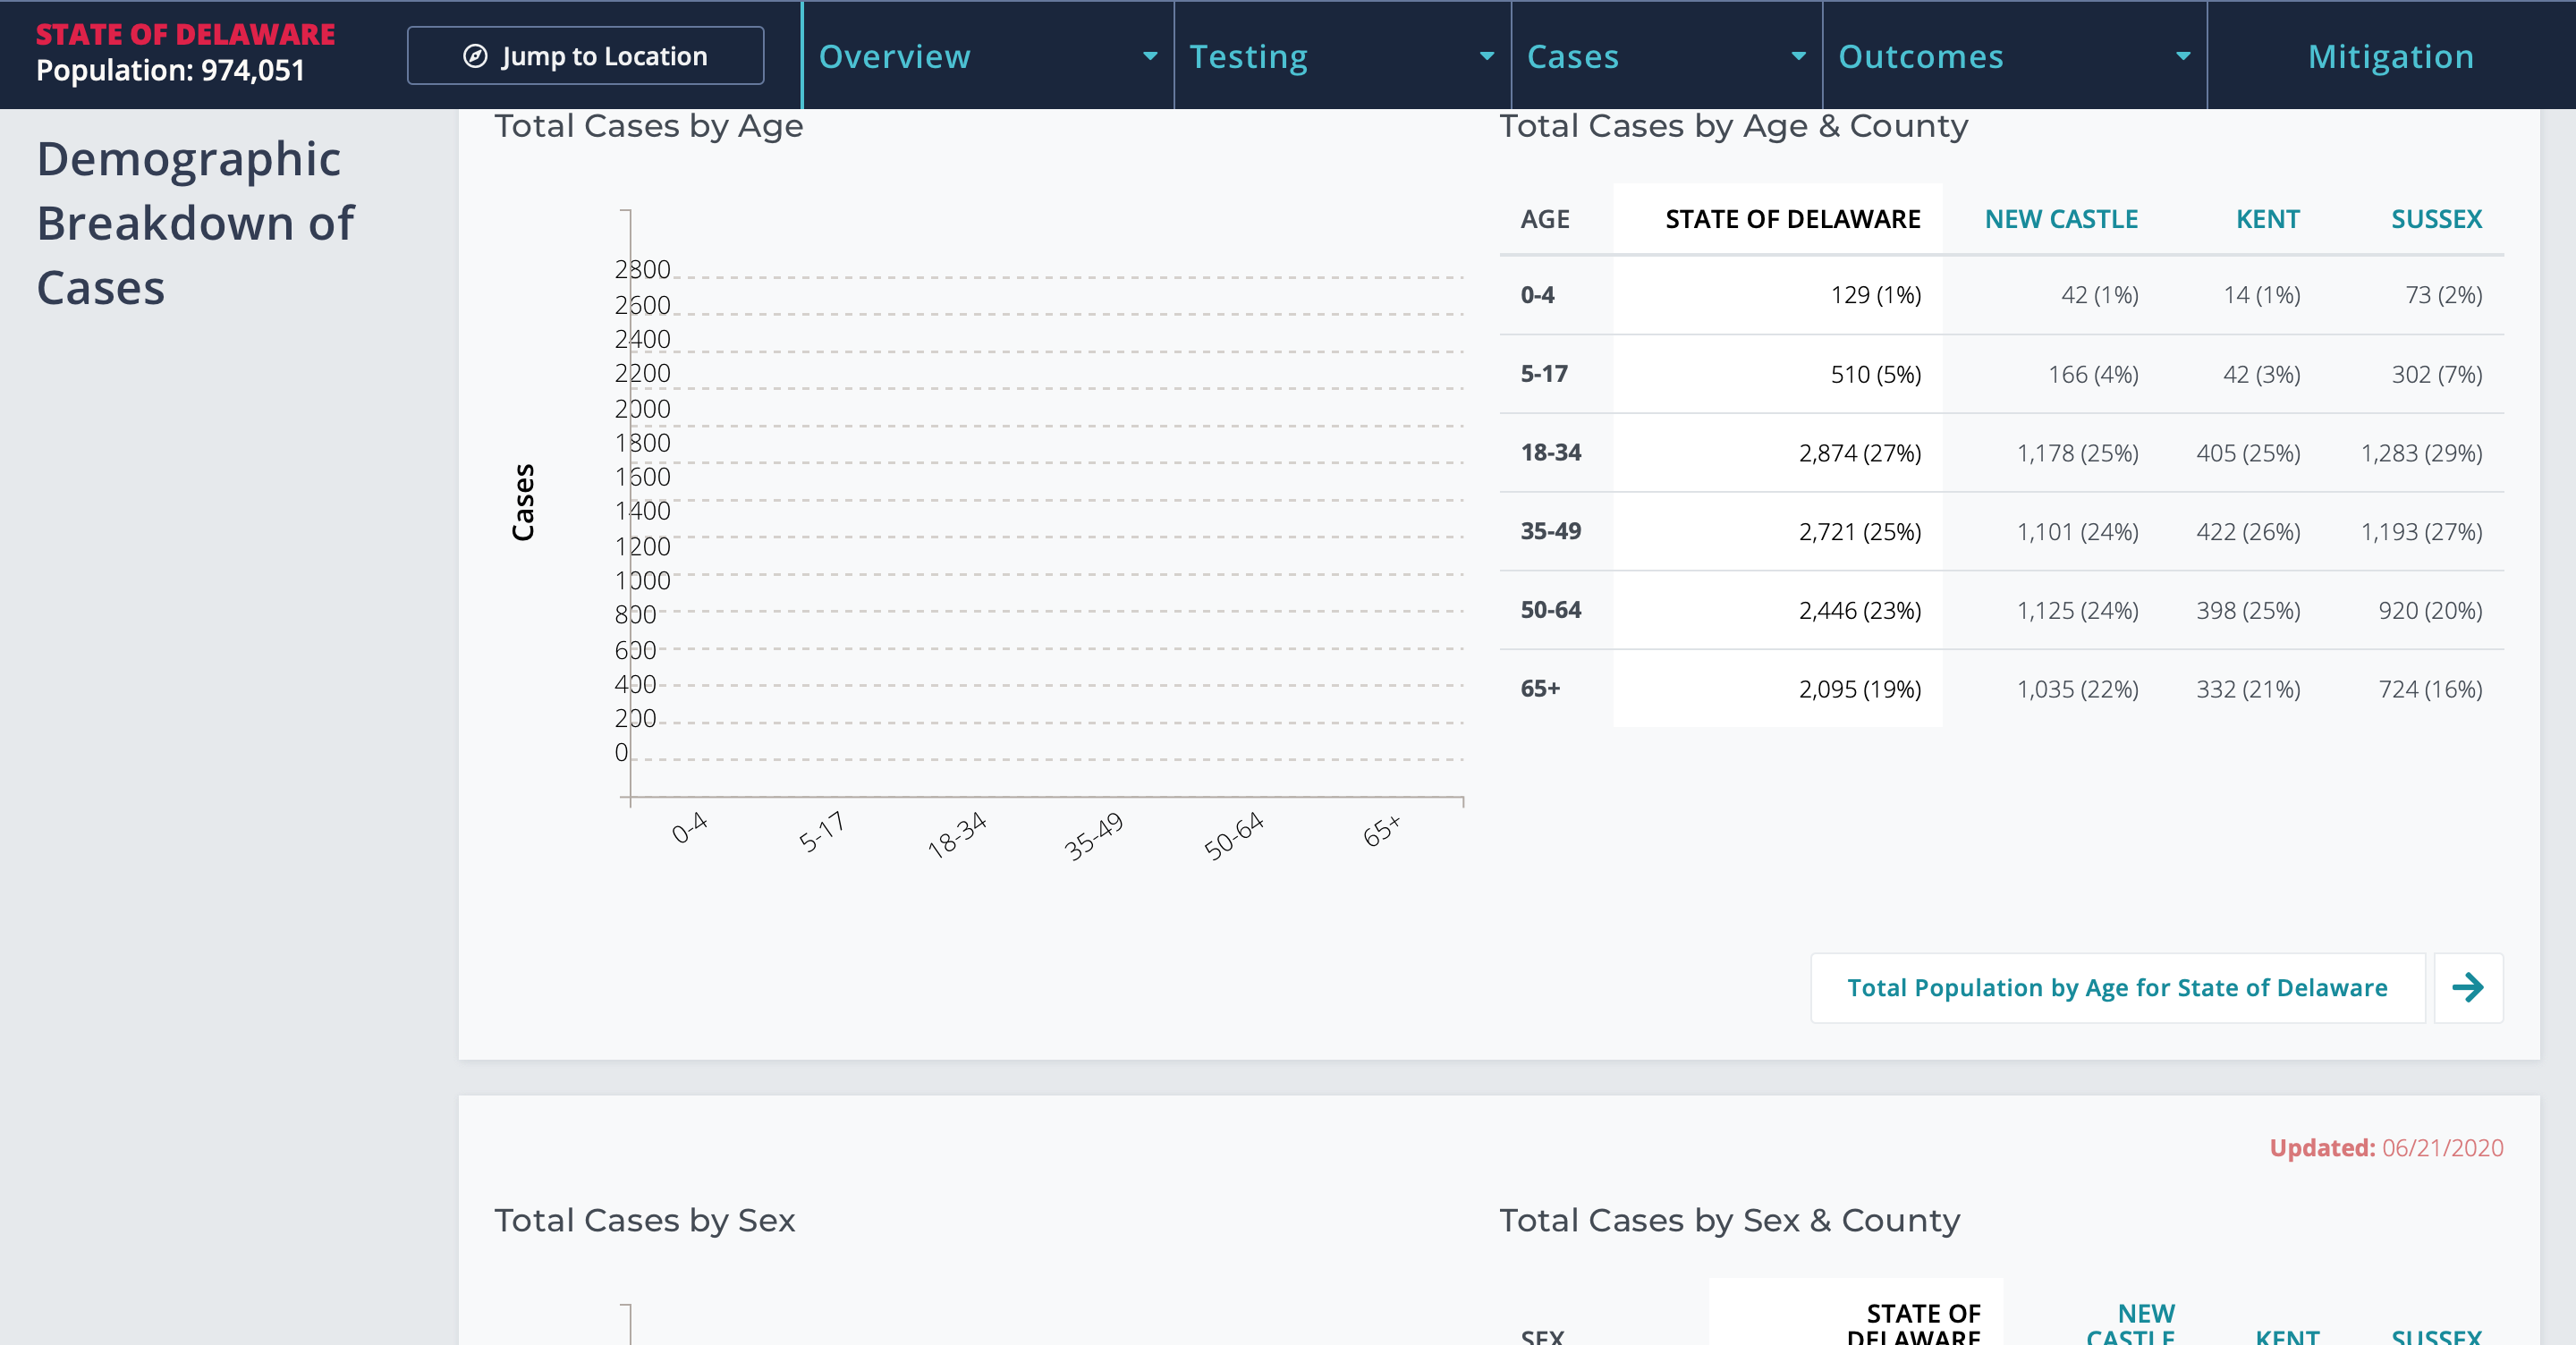 STATE OF DELAWARE
Population: 974,051
Jump to Location
Overview
Testing
Cases
Outcomes
Mitigation
Demographic
Breakdown of
Cases
Total Cases by Age
Cases
2800
2600
2400
2200
2000
1800
1600
1400
1200
1000
800
600
400
200
0
0-4 5-17 18-34 35-49 50-64 65+
Total Cases by Age & County
AGE STATE OF DELAWARE NEW CASTLE KENT SUSSEX
0-4 129 (1%) 42 (1%) 14 (1%) 73 (2%)
5-17 510 (5%) 166 (4%) 42 (3%) 302 (7%)
18-34 2,874 (27%) 1,178 (25%) 405 (25%) 1,283 (29%)
35-49 2,721 (25%) 1,101 (24%) 422 (26%) 1,193 (27%)
50-64 2,446 (23%) 1,125 (24%) 398 (25%) 920 (20%)
65+ 2,095 (19%) 1,035 (22%) 332 (21%) 724 (16%)
Total Population by Age for State of Delaware
Updated: 06/21/2020
Total Cases by Sex
Total Cases by Sex & County
STATE OF NEW
SEX DELAWARE CASTLE KENT SUSSEX